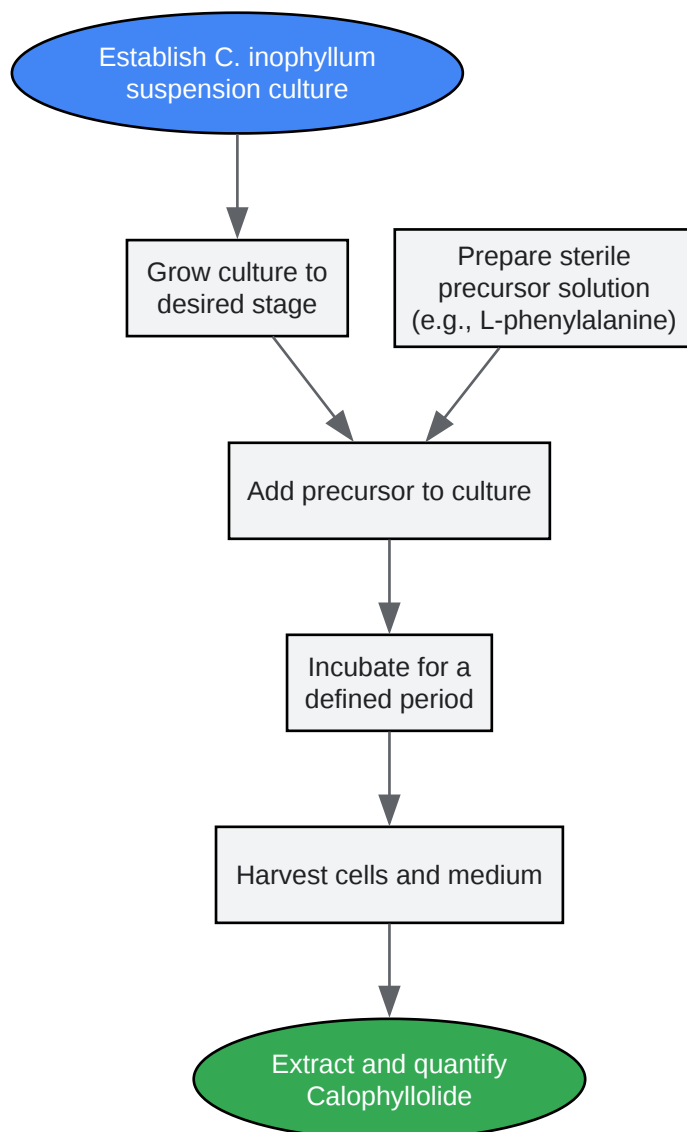 Establish C. inophyllum
suspension culture
Grow culture to
desired stage
Prepare sterile
precursor solution
(e.g., L-phenylalanine)
Add precursor to culture
Incubate for a
defined period
Harvest cells and medium
Extract and quantify
Calophyllolide